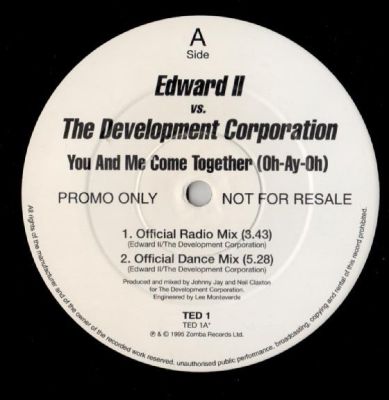 A
Side
Edward II
vs.
The Development Corporation
You And Me Come Together (Oh-Ay-Oh)
PROMO ONLY NOT FOR RESALE
1. Official Radio Mix (3.43)
(Edward II/The Development Corporation)
2. Official Dance Mix (5.28)
(Edward II/The Development Corporation)
Produced and mixed by Johnny Jay and Neil Claxton
for The Development Corporation.
Engineered by Lee Monteverde
TED 1
TED 1A*
℗ & © 1995 Zomba Records Ltd.
All rights of the manufacturer and of the owner of the recorded work reserved. unauthorised public performance, broadcasting, copying and rental of this record prohibited.